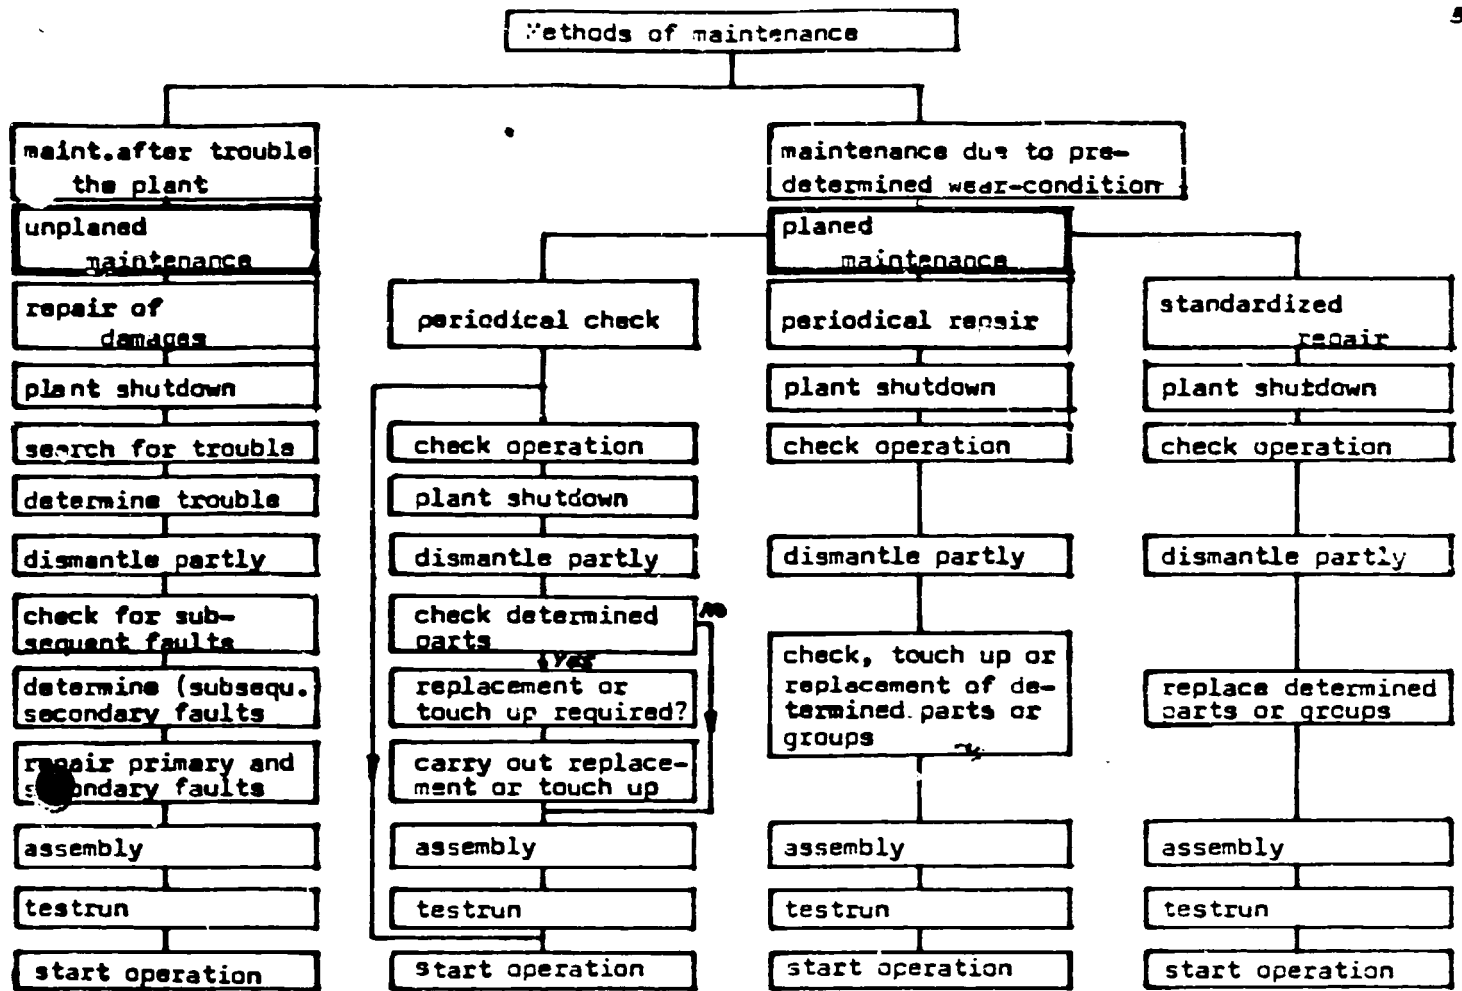 Methods of maintenance
maint.after trouble
the plant
unplaned
maintenance
repair of
damages
plant shutdown
search for trouble
determine trouble
dismantle partly
check for sub-
sequent faults
determine (subsequ.
secondary faults
repair primary and
secondary faults
assembly
testrun
start operation
maintenance due to pre-
determined wear-condition
planed
maintenance
periodical check
check operation
plant shutdown
dismantle partly
check determined
parts
no
Yes
replacement or
touch up required?
carry out replace-
ment or touch up
assembly
testrun
start operation
periodical repair
plant shutdown
check operation
dismantle partly
check, touch up or
replacement of de-
termined parts or
groups
assembly
testrun
start operation
standardized
repair
plant shutdown
check operation
dismantle partly
replace determined
parts or groups
assembly
testrun
start operation